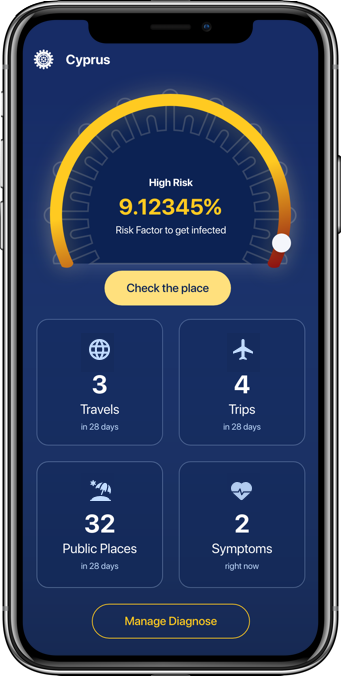 Cyprus
High Risk
9.12345%
Risk Factor to get infected
Check the place
3
Travels
in 28 days
4
Trips
in 28 days
32
Public Places
in 28 days
2
Symptoms
right now
Manage Diagnose